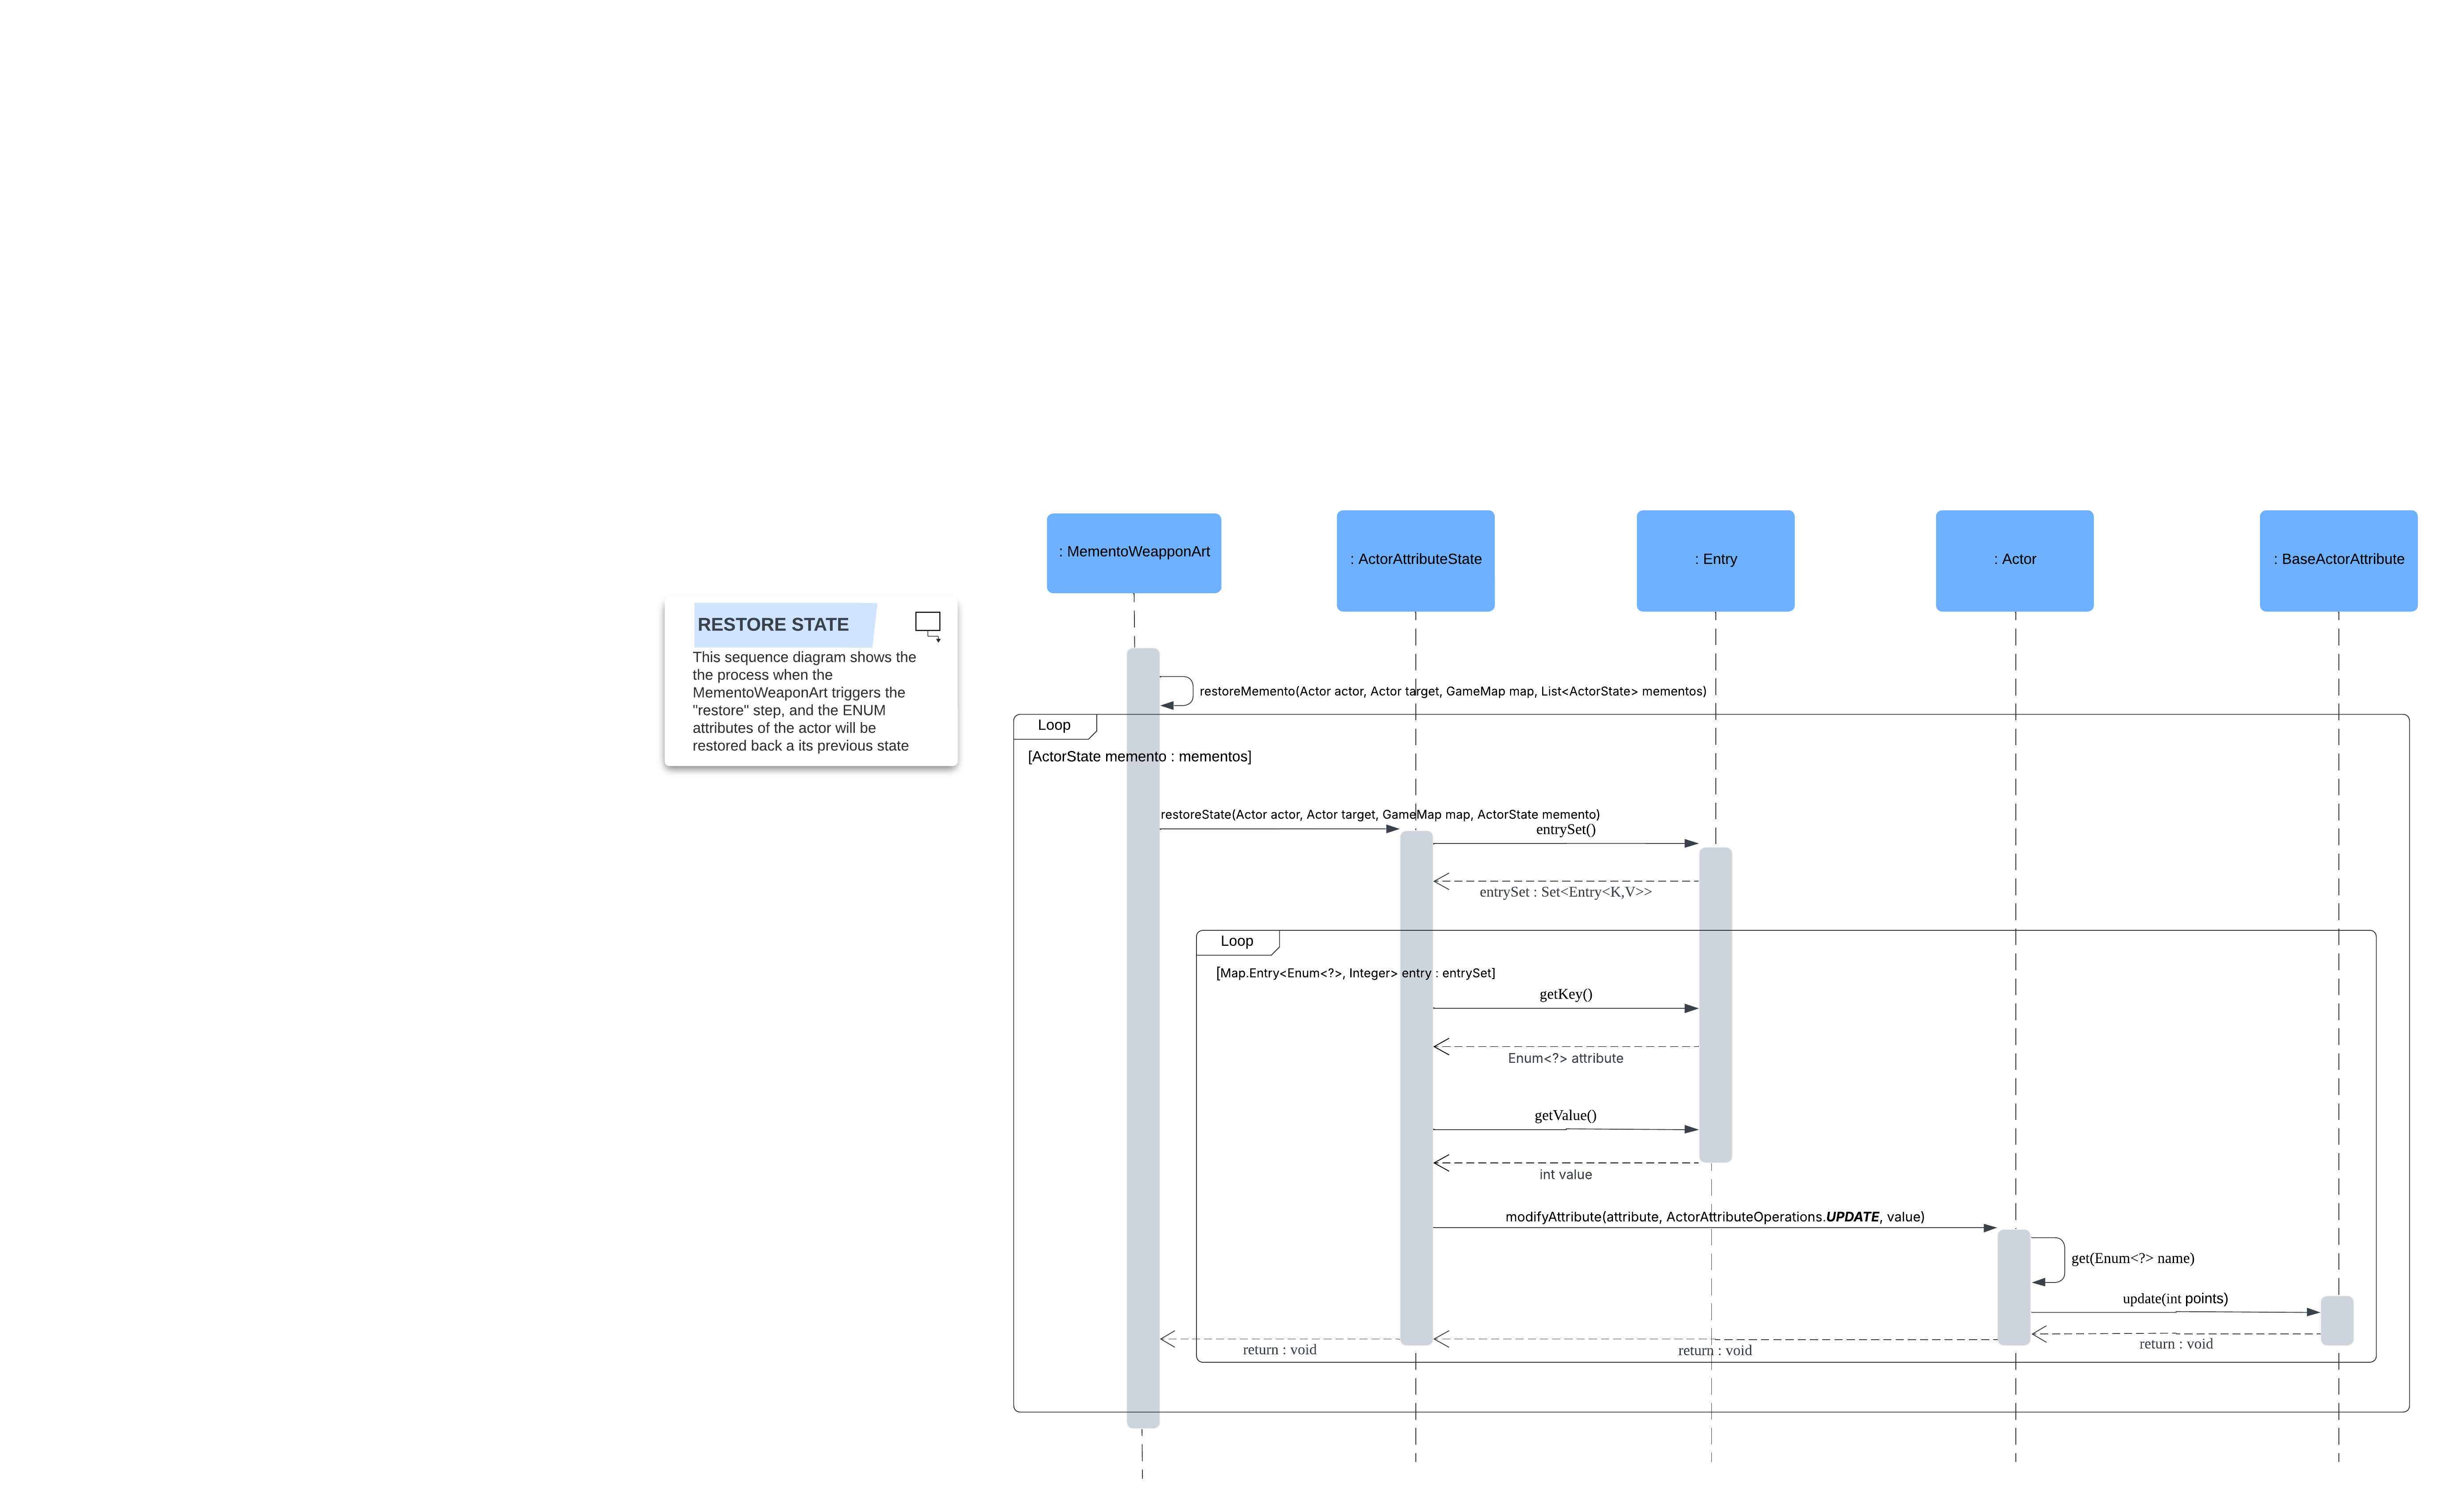 : MementoWeapponArt
: ActorAttributeState
: Entry
: Actor
: BaseActorAttribute
RESTORE STATE
This sequence diagram shows the
the process when the
MementoWeaponArt triggers the
"restore" step, and the ENUM
attributes of the actor will be
restored back a its previous state
restoreMemento(Actor actor, Actor target, GameMap map, List<ActorState> mementos)
Loop
[ActorState memento : mementos]
restoreState(Actor actor, Actor target, GameMap map, ActorState memento)
entrySet()
entrySet : Set<Entry<K,V>>
Loop
[Map.Entry<Enum<?>, Integer> entry : entrySet]
getKey()
Enum<?> attribute
getValue()
int value
modifyAttribute(attribute, ActorAttributeOperations.UPDATE, value)
get(Enum<?> name)
update(int points)
return : void
return : void
return : void